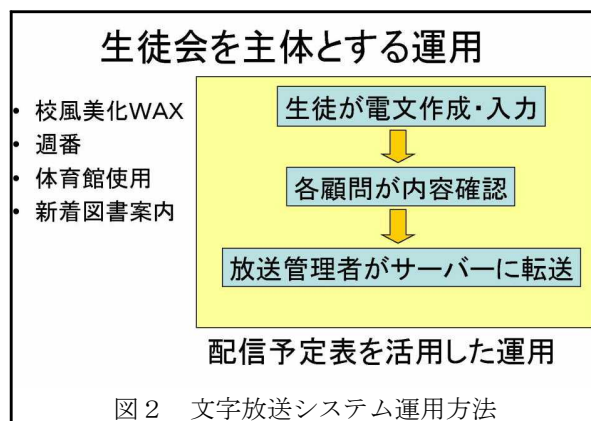 生徒会を主体とする運用
• 校風美化WAX
• 週番
• 体育館使用
• 新着図書案内
生徒が電文作成・入力
各顧問が内容確認
放送管理者がサーバーに転送
配信予定表を活用した運用
図２　文字放送システム運用方法